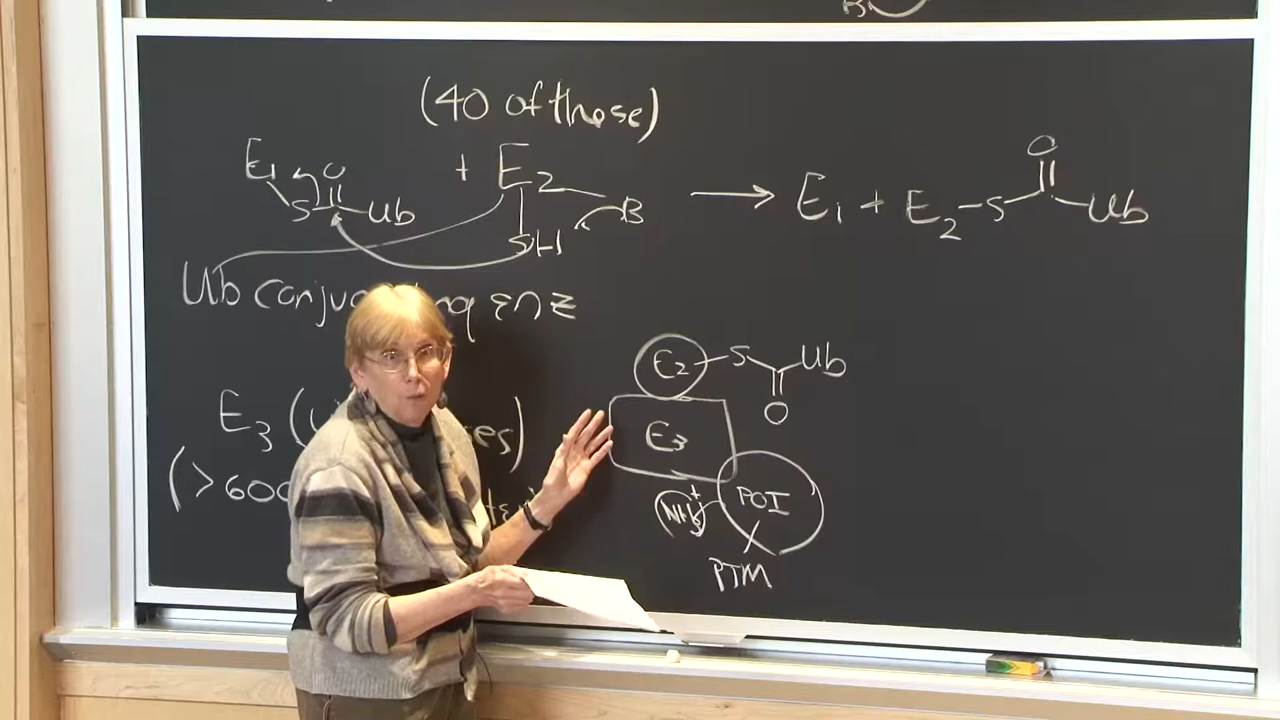 (40 of those)
E1 S O Ub + E2 SH B → E1 + E2-S O Ub
Ub enz
E2-S Ub
O
E3 (
E3
(>600
NH3+ POI
PTM